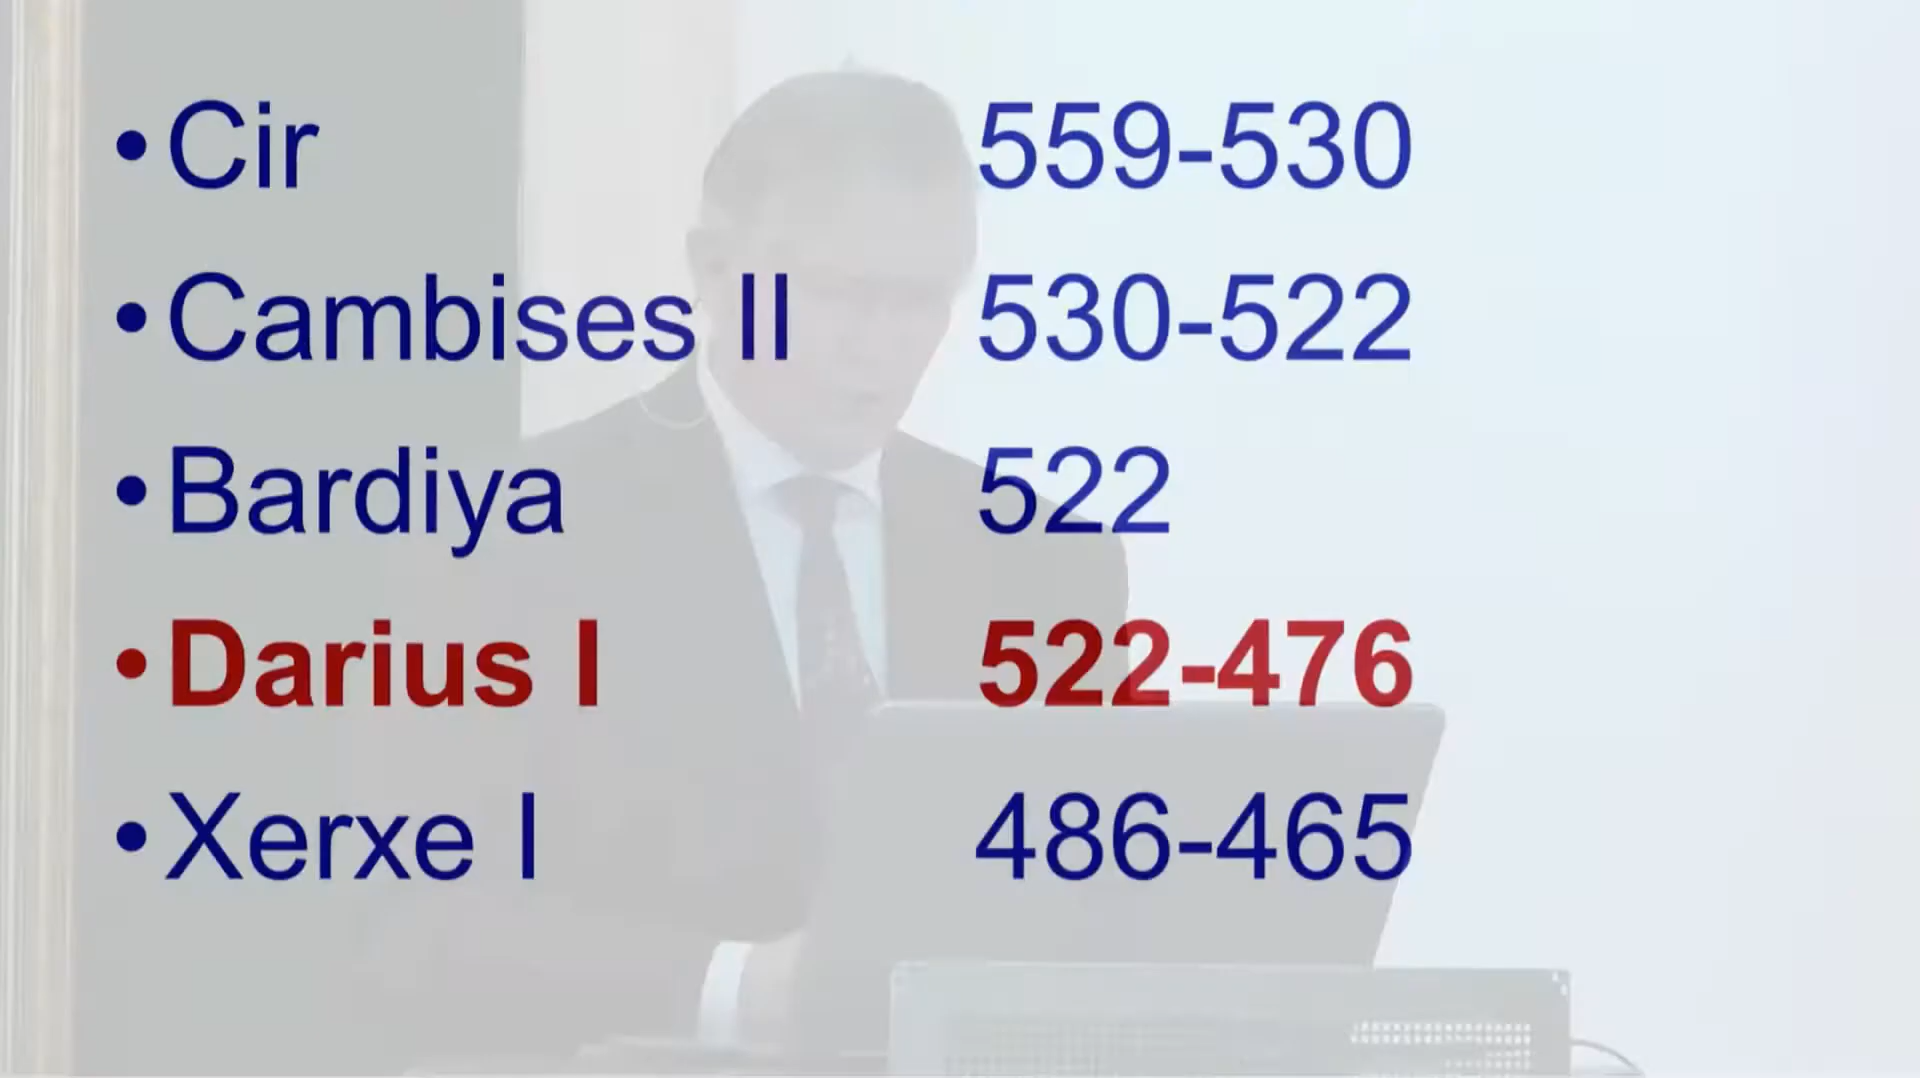 • Cir 559-530
• Cambises II 530-522
• Bardiya 522
• Darius I 522-476
• Xerxe I 486-465